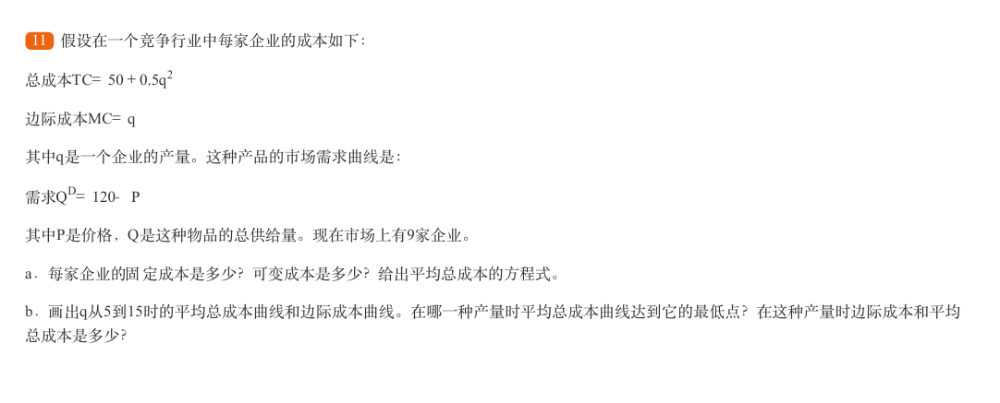 11 假设在一个竞争行业中每家企业的成本如下：
总成本TC= 50 + 0.5q²
边际成本MC= q
其中q是一个企业的产量。这种产品的市场需求曲线是：
需求Qᴰ= 120- P
其中P是价格，Q是这种物品的总供给量。现在市场上有9家企业。
a．每家企业的固定成本是多少？可变成本是多少？给出平均总成本的方程式。
b．画出q从5到15时的平均总成本曲线和边际成本曲线。在哪一种产量时平均总成本曲线达到它的最低点？在这种产量时边际成本和平均
总成本是多少？